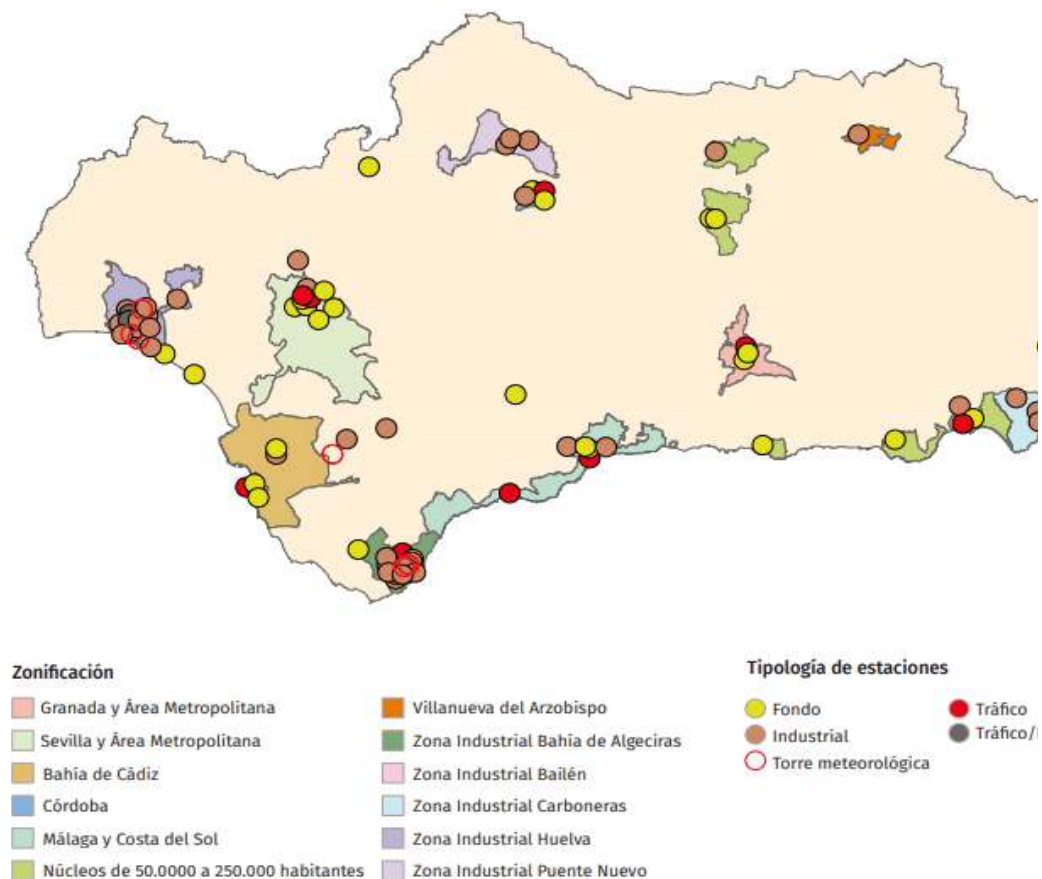 Zonificación
Granada y Área Metropolitana
Sevilla y Área Metropolitana
Bahía de Cádiz
Córdoba
Málaga y Costa del Sol
Núcleos de 50.0000 a 250.000 habitantes
Villanueva del Arzobispo
Zona Industrial Bahía de Algeciras
Zona Industrial Bailén
Zona Industrial Carboneras
Zona Industrial Huelva
Zona Industrial Puente Nuevo
Tipología de estaciones
Fondo
Industrial
Torre meteorológica
Tráfico
Tráfico/